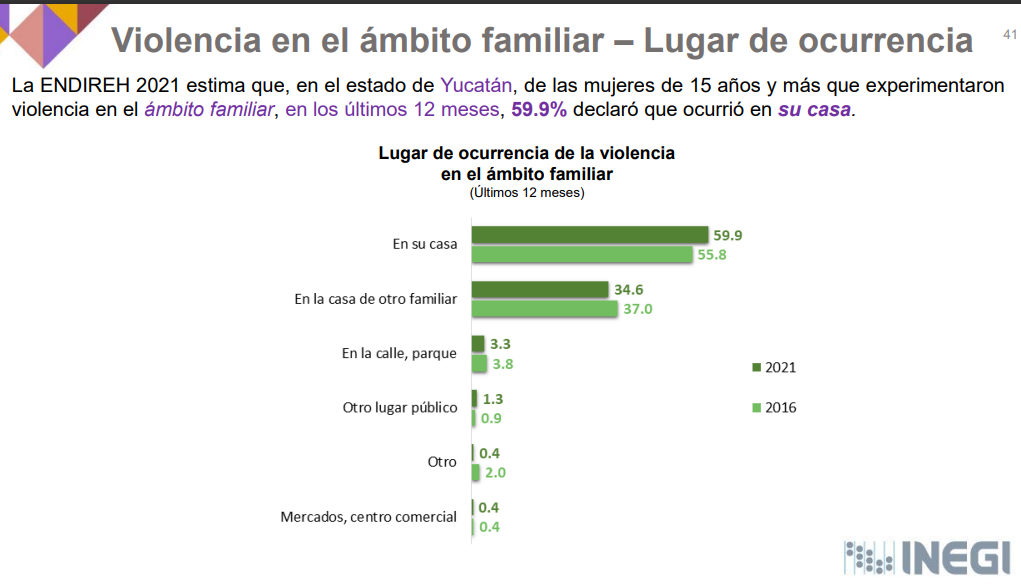 Violencia en el ámbito familiar – Lugar de ocurrencia
41
La ENDIREH 2021 estima que, en el estado de Yucatán, de las mujeres de 15 años y más que experimentaron
violencia en el ámbito familiar, en los últimos 12 meses, 59.9% declaró que ocurrió en su casa.
Lugar de ocurrencia de la violencia
en el ámbito familiar
(Últimos 12 meses)
En su casa
59.9
55.8
En la casa de otro familiar
34.6
37.0
En la calle, parque
3.3
3.8
Otro lugar público
1.3
0.9
Otro
0.4
2.0
Mercados, centro comercial
0.4
0.4
2021
2016
INEGI